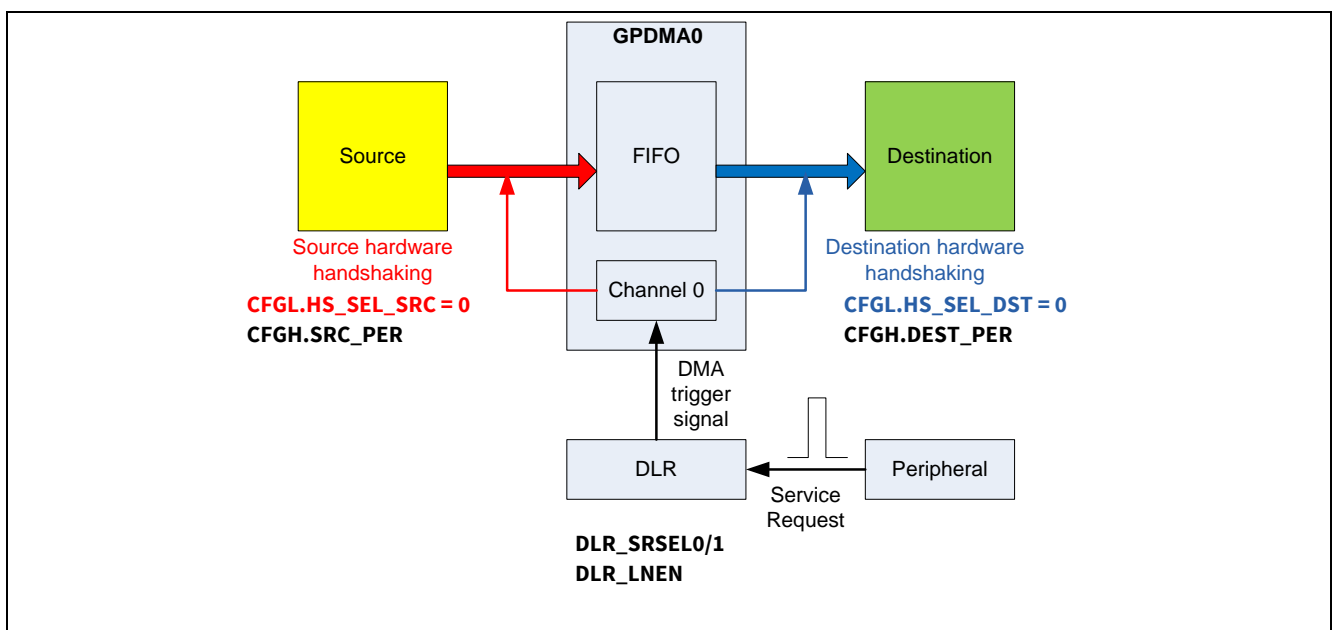 GPDMA0
Source
FIFO
Destination
Source hardware
handshaking
CFGL.HS_SEL_SRC = 0
CFGH.SRC_PER
Channel 0
Destination hardware
handshaking
CFGL.HS_SEL_DST = 0
CFGH.DEST_PER
DMA
trigger
signal
DLR
Peripheral
Service
Request
DLR_SRSEL0/1
DLR_LNEN